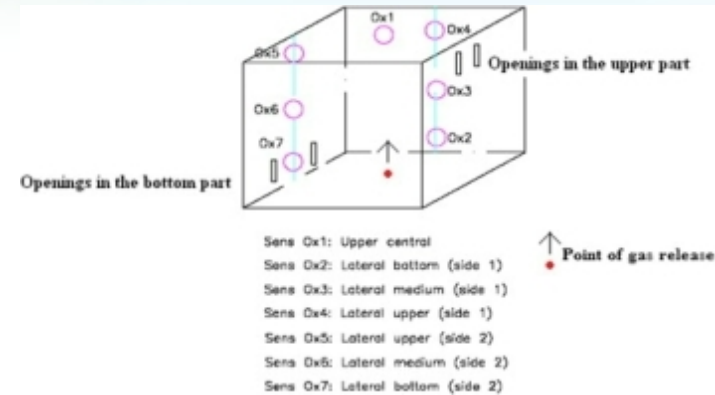 Ox1
Ox4
Ox5
Openings in the upper part
Ox3
Ox6
Ox7
Ox2
Openings in the bottom part
Sens Ox1: Upper central
Point of gas release
Sens Ox2: Lateral bottom (side 1)
Sens Ox3: Lateral medium (side 1)
Sens Ox4: Lateral upper (side 1)
Sens Ox5: Lateral upper (side 2)
Sens Ox6: Lateral medium (side 2)
Sens Ox7: Lateral bottom (side 2)